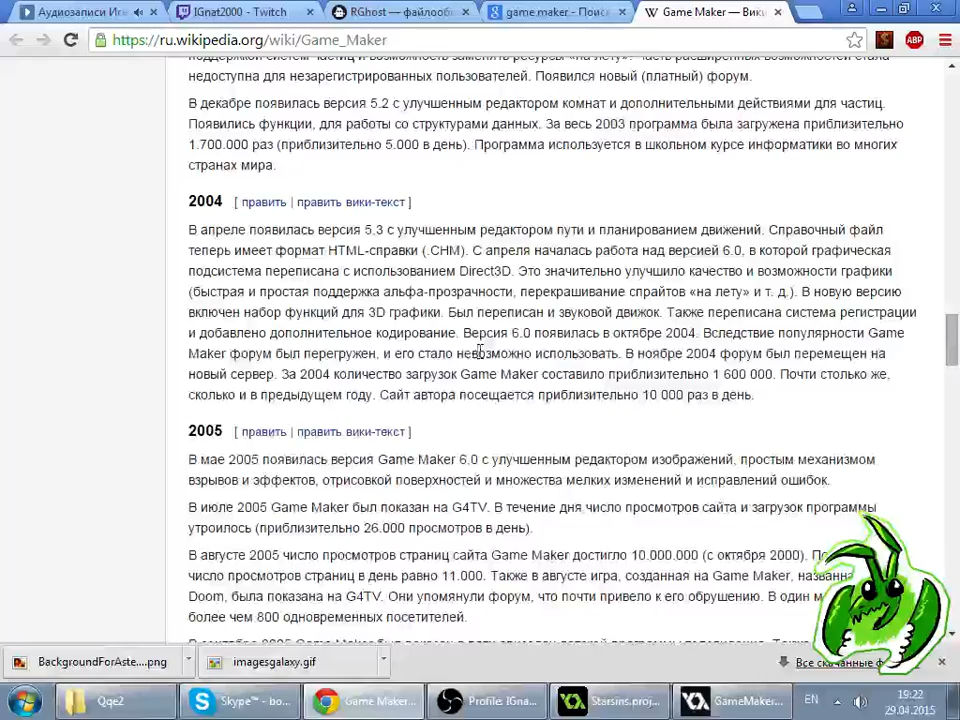 Аудиозаписи Иг
IGnat2000 - Twitch
RGhost — файлооб
game maker - Поис
Game Maker — Вики
https://ru.wikipedia.org/wiki/Game_Maker
ABP
недоступна для незарегистрированных пользователей. Появился новый (платный) форум.
В декабре появилась версия 5.2 с улучшенным редактором комнат и дополнительными действиями для частиц.
Появились функции, для работы со структурами данных. За весь 2003 программа была загружена приблизительно
1.700.000 раз (приблизительно 5.000 в день). Программа используется в школьном курсе информатики во многих
странах мира.
2004 [ править | править вики-текст ]
В апреле появилась версия 5.3 с улучшенным редактором пути и планированием движений. Справочный файл
теперь имеет формат HTML-справки (.CHM). С апреля началась работа над версией 6.0, в которой графическая
подсистема переписана с использованием Direct3D. Это значительно улучшило качество и возможности графики
(быстрая и простая поддержка альфа-прозрачности, перекрашивание спрайтов «на лету» и т. д.). В новую версию
включен набор функций для 3D графики. Был переписан и звуковой движок. Также переписана система регистрации
и добавлено дополнительное кодирование. Версия 6.0 появилась в октябре 2004. Вследствие популярности Game
Maker форум был перегружен, и его стало невозможно использовать. В ноябре 2004 форум был перемещен на
новый сервер. За 2004 количество загрузок Game Maker составило приблизительно 1 600 000. Почти столько же,
сколько и в предыдущем году. Сайт автора посещается приблизительно 10 000 раз в день.
2005 [ править | править вики-текст ]
В мае 2005 появилась версия Game Maker 6.0 с улучшенным редактором изображений, простым механизмом
взрывов и эффектов, отрисовкой поверхностей и множества мелких изменений и исправлений ошибок.
В июле 2005 Game Maker был показан на G4TV. В течение дня число просмотров сайта и загрузок программы
утроилось (приблизительно 26.000 просмотров в день).
В августе 2005 число просмотров страниц сайта Game Maker достигло 10.000.000 (с октября 2000).
число просмотров страниц в день равно 11.000. Также в августе игра, созданная на Game Maker,
Doom, была показана на G4TV. Они упомянули форум, что почти привело к его обрушению. В один
более чем 800 одновременных посетителей.
BackgroundForAste....png
imagesgalaxy.gif
Все скачанные ф
Qqe2
Skype™ - bo...
Game Maker...
Profile: IGna...
Starsins.proj...
GameMaker...
EN
19:22
29.04.2015